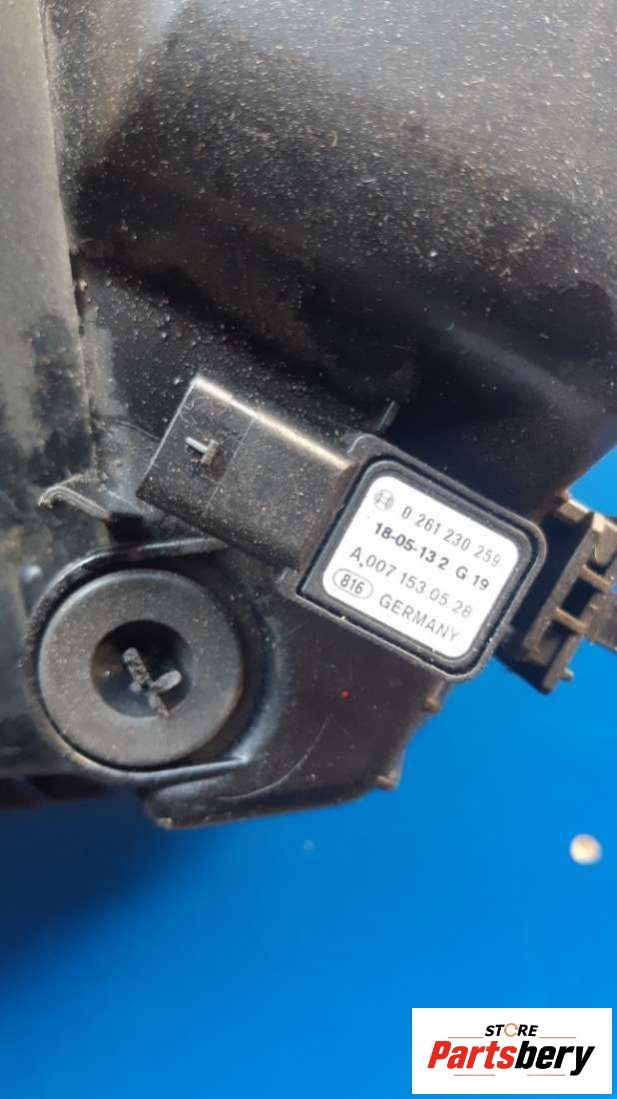 0 261 230 259
18-05-13 2 G 19
A 007 153 05 28
816 GERMANY
STORE
Partsbery